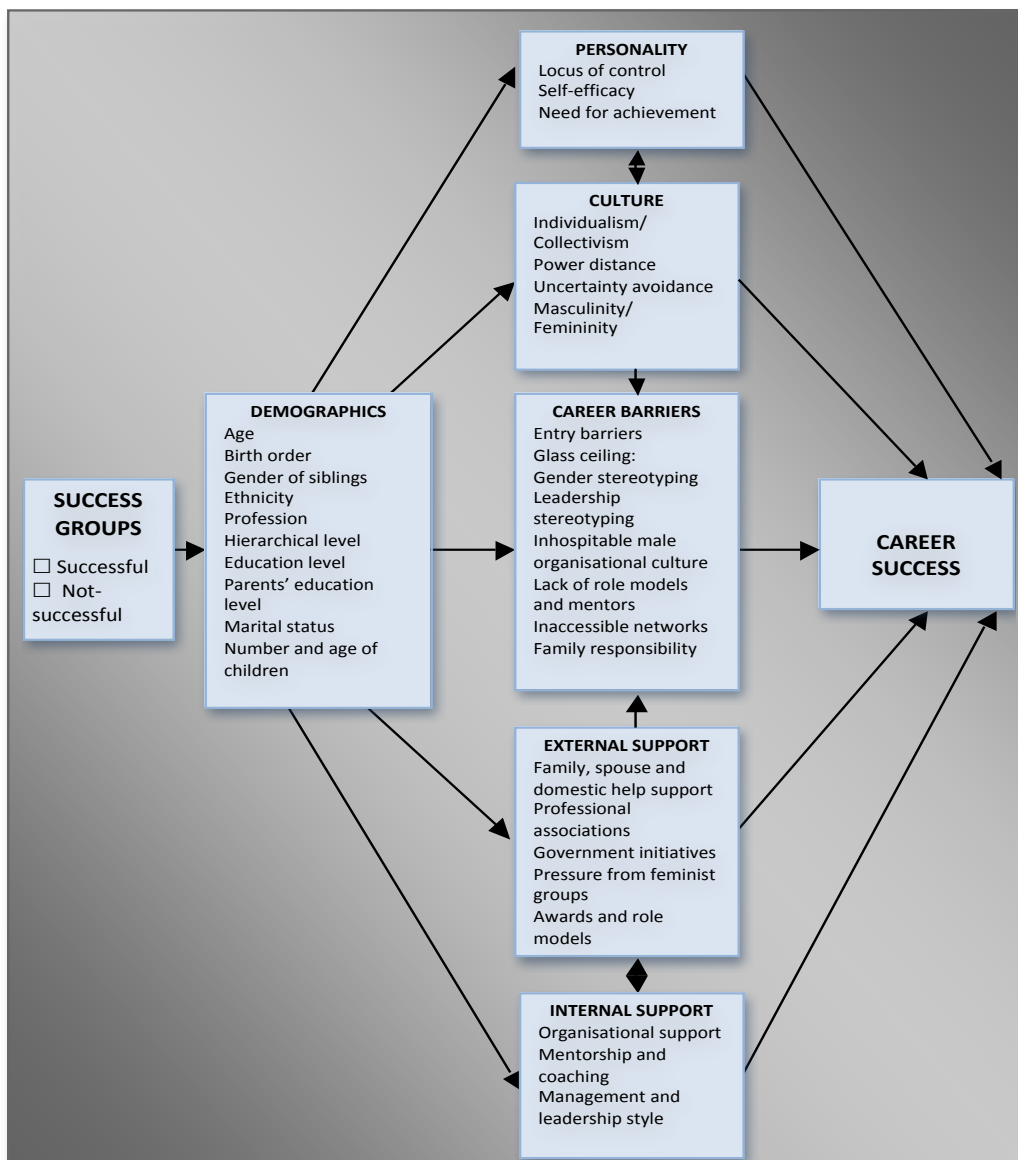 PERSONALITY
Locus of control
Self-efficacy
Need for achievement
CULTURE
Individualism/
Collectivism
Power distance
Uncertainty avoidance
Masculinity/
Femininity
SUCCESS
GROUPS
☐ Successful
☐ Not-
successful
DEMOGRAPHICS
Age
Birth order
Gender of siblings
Ethnicity
Profession
Hierarchical level
Education level
Parents’ education
level
Marital status
Number and age of
children
CAREER BARRIERS
Entry barriers
Glass ceiling:
Gender stereotyping
Leadership
stereotyping
Inhospitable male
organisational culture
Lack of role models
and mentors
Inaccessible networks
Family responsibility
CAREER
SUCCESS
EXTERNAL SUPPORT
Family, spouse and
domestic help support
Professional
associations
Government initiatives
Pressure from feminist
groups
Awards and role
models
INTERNAL SUPPORT
Organisational support
Mentorship and
coaching
Management and
leadership style